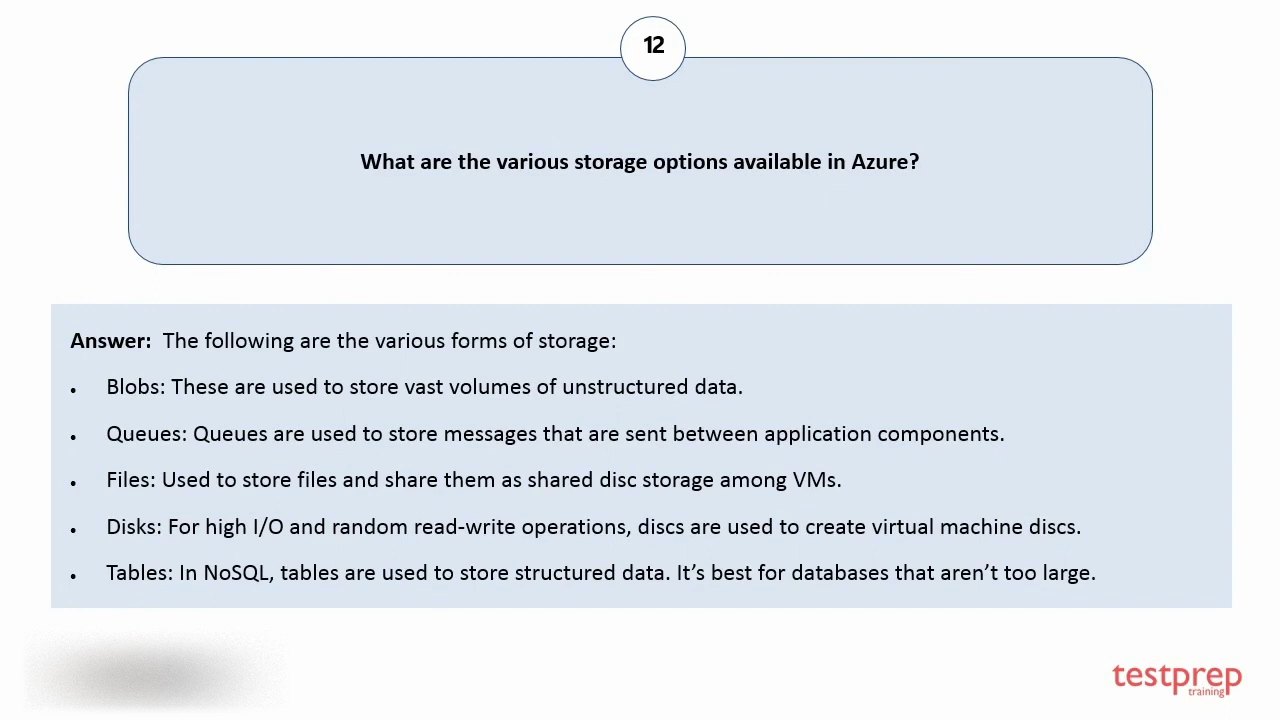 12
What are the various storage options available in Azure?
Answer: The following are the various forms of storage:
• Blobs: These are used to store vast volumes of unstructured data.
• Queues: Queues are used to store messages that are sent between application components.
• Files: Used to store files and share them as shared disc storage among VMs.
• Disks: For high I/O and random read-write operations, discs are used to create virtual machine discs.
• Tables: In NoSQL, tables are used to store structured data. It’s best for databases that aren’t too large.
testprep
training